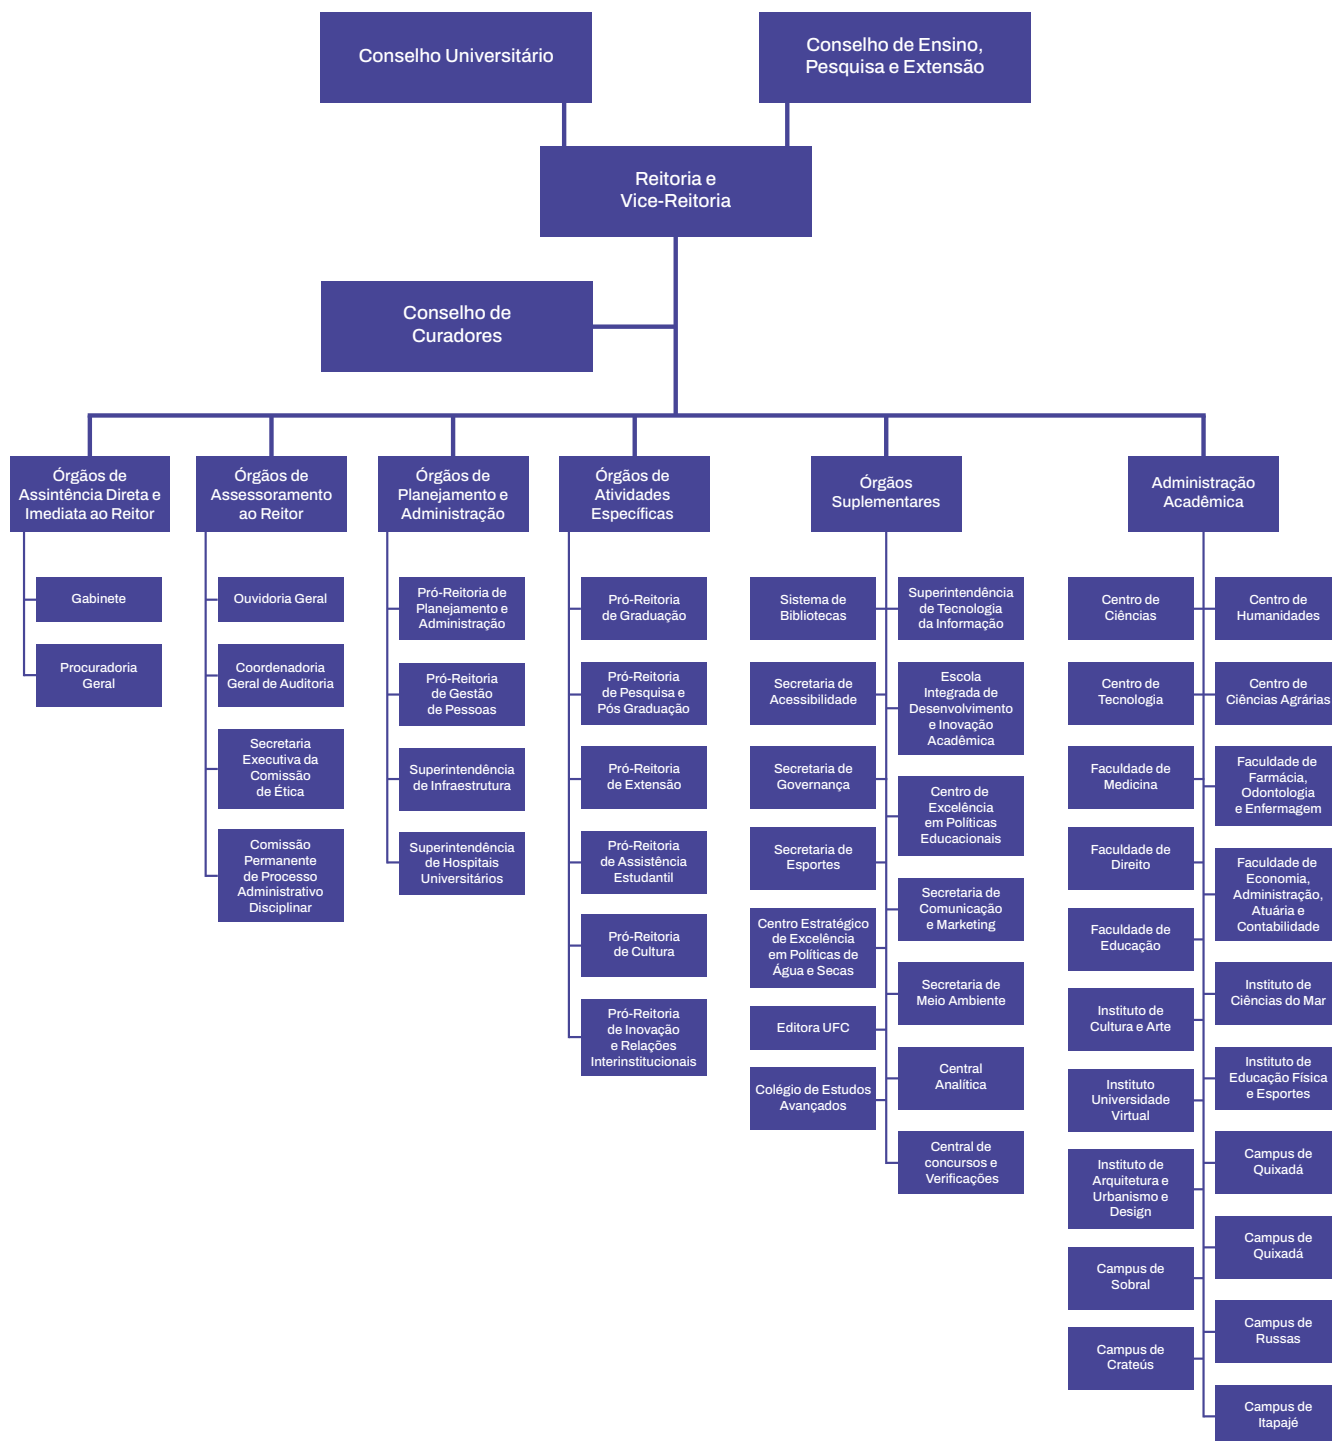 Conselho Universitário
Conselho de Ensino,
Pesquisa e Extensão
Reitoria e
Vice-Reitoria
Conselho de
Curadores
Órgãos de
Assintência Direta e
Imediata ao Reitor
Gabinete
Procuradoria
Geral
Órgãos de
Assessoramento
ao Reitor
Ouvidoria Geral
Coordenadoria
Geral de Auditoria
Secretaria
Executiva da
Comissão
de Ética
Comissão
Permanente
de Processo
Administrativo
Disciplinar
Órgãos de
Planejamento e
Administração
Pró-Reitoria de
Planejamento e
Administração
Pró-Reitoria
de Gestão
de Pessoas
Superintendência
de Infraestrutura
Superintendência
de Hospitais
Universitários
Órgãos de
Atividades
Específicas
Pró-Reitoria
de Graduação
Pró-Reitoria
de Pesquisa e
Pós Graduação
Pró-Reitoria
de Extensão
Pró-Reitoria
de Assistência
Estudantil
Pró-Reitoria
de Cultura
Pró-Reitoria
de Inovação
e Relações
Interinstitucionais
Órgãos
Suplementares
Sistema de
Bibliotecas
Secretaria de
Acessibilidade
Secretaria de
Governança
Secretaria de
Esportes
Centro Estratégico
de Excelência
em Políticas de
Água e Secas
Editora UFC
Colégio de Estudos
Avançados
Superintendência
de Tecnologia
da Informação
Escola
Integrada de
Desenvolvimento
e Inovação
Acadêmica
Centro de
Excelência
em Políticas
Educacionais
Secretaria de
Comunicação
e Marketing
Secretaria de
Meio Ambiente
Central
Analítica
Central de
concursos e
Verificações
Administração
Acadêmica
Centro de
Ciências
Centro de
Tecnologia
Faculdade de
Medicina
Faculdade de
Direito
Faculdade de
Educação
Instituto de
Cultura e Arte
Instituto
Universidade
Virtual
Instituto de
Arquitetura e
Urbanismo e
Design
Campus de
Sobral
Campus de
Crateús
Centro de
Humanidades
Centro de
Ciências Agrárias
Faculdade de
Farmácia,
Odontologia
e Enfermagem
Faculdade de
Economia,
Administração,
Atuária e
Contabilidade
Instituto de
Ciências do Mar
Instituto de
Educação Física
e Esportes
Campus de
Quixadá
Campus de
Quixadá
Campus de
Russas
Campus de
Itapajé